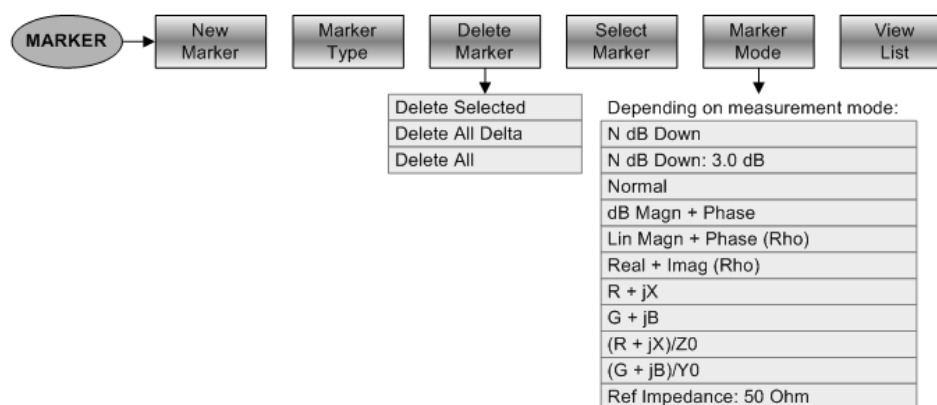 MARKER
New
Marker
Marker
Type
Delete
Marker
Select
Marker
Marker
Mode
View
List
Delete Selected
Delete All Delta
Delete All
Depending on measurement mode:
N dB Down
N dB Down: 3.0 dB
Normal
dB Magn + Phase
Lin Magn + Phase (Rho)
Real + Imag (Rho)
R + jX
G + jB
(R + jX)/Z0
(G + jB)/Y0
Ref Impedance: 50 Ohm